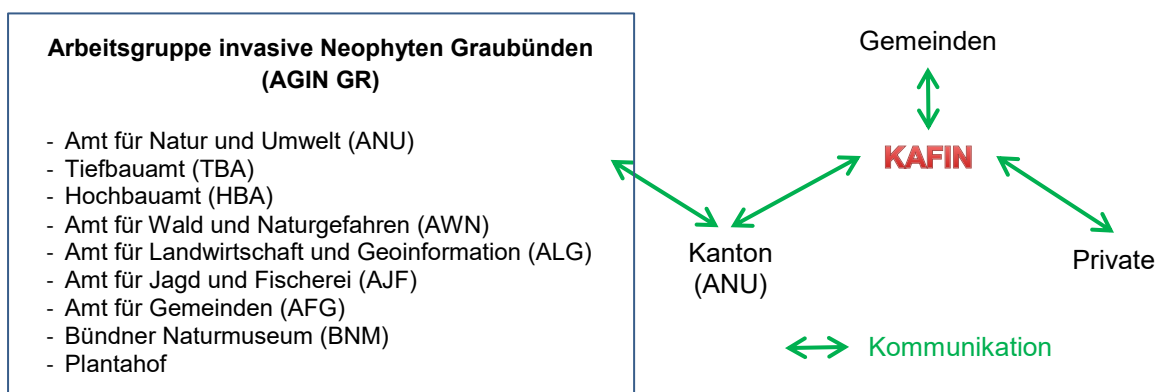 Arbeitsgruppe invasive Neophyten Graubünden
(AGIN GR)
- Amt für Natur und Umwelt (ANU)
- Tiefbauamt (TBA)
- Hochbauamt (HBA)
- Amt für Wald und Naturgefahren (AWN)
- Amt für Landwirtschaft und Geoinformation (ALG)
- Amt für Jagd und Fischerei (AJF)
- Amt für Gemeinden (AFG)
- Bündner Naturmuseum (BNM)
- Plantahof
Gemeinden
KAFIN
Kanton
(ANU)
Private
Kommunikation